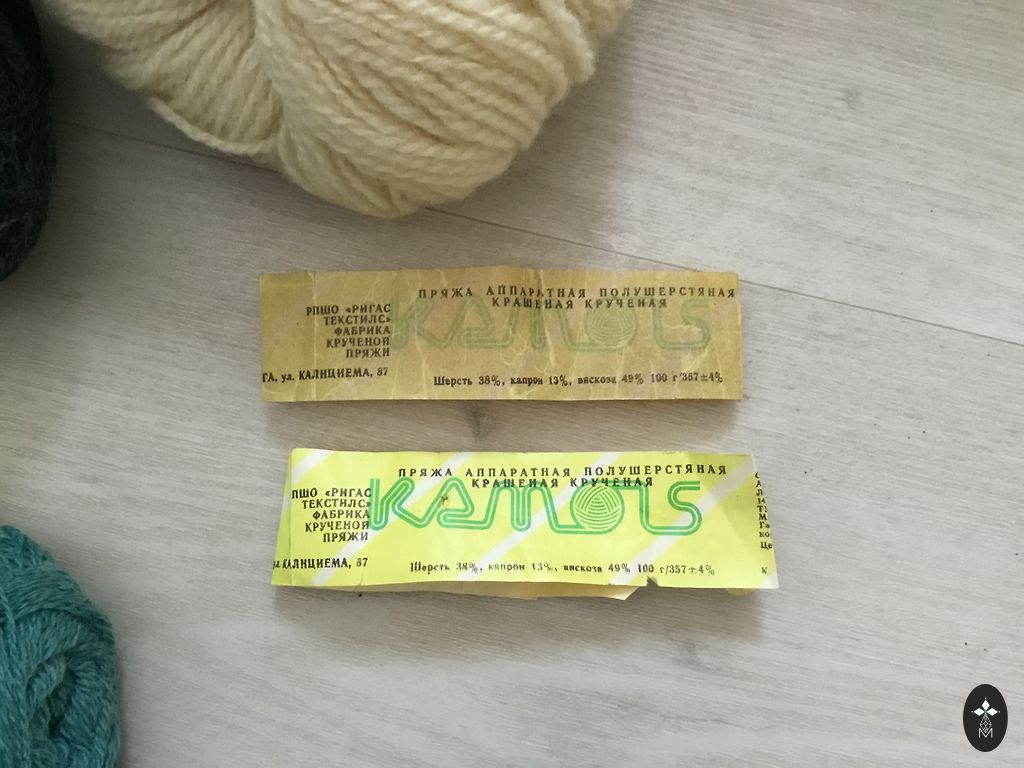 ПРЯЖА АППАРАТНАЯ ПОЛУШЕРСТЯНАЯ
КРАШЕНАЯ КРУЧЕНАЯ
РПШО «РИГАС
ТЕКСТИЛС»
ФАБРИКА
КРУЧЕНОЙ
ПРЯЖИ
kamols
ГА, ул. КАЛНЦИЕМА, 87
Шерсть 38%, капрон 13%, вискоза 49% 100 г/357±4%
ПРЯЖА АППАРАТНАЯ ПОЛУШЕРСТЯНАЯ
КРАШЕНАЯ КРУЧЕНАЯ
ПШО «РИГАС
ТЕКСТИЛС»
ФАБРИКА
КРУЧЕНОЙ
ПРЯЖИ
kamols
КАЛНЦИЕМА, 87
Шерсть 38%, капрон 13%, вискоза 49% 100 г/357±4%
Це
К
M